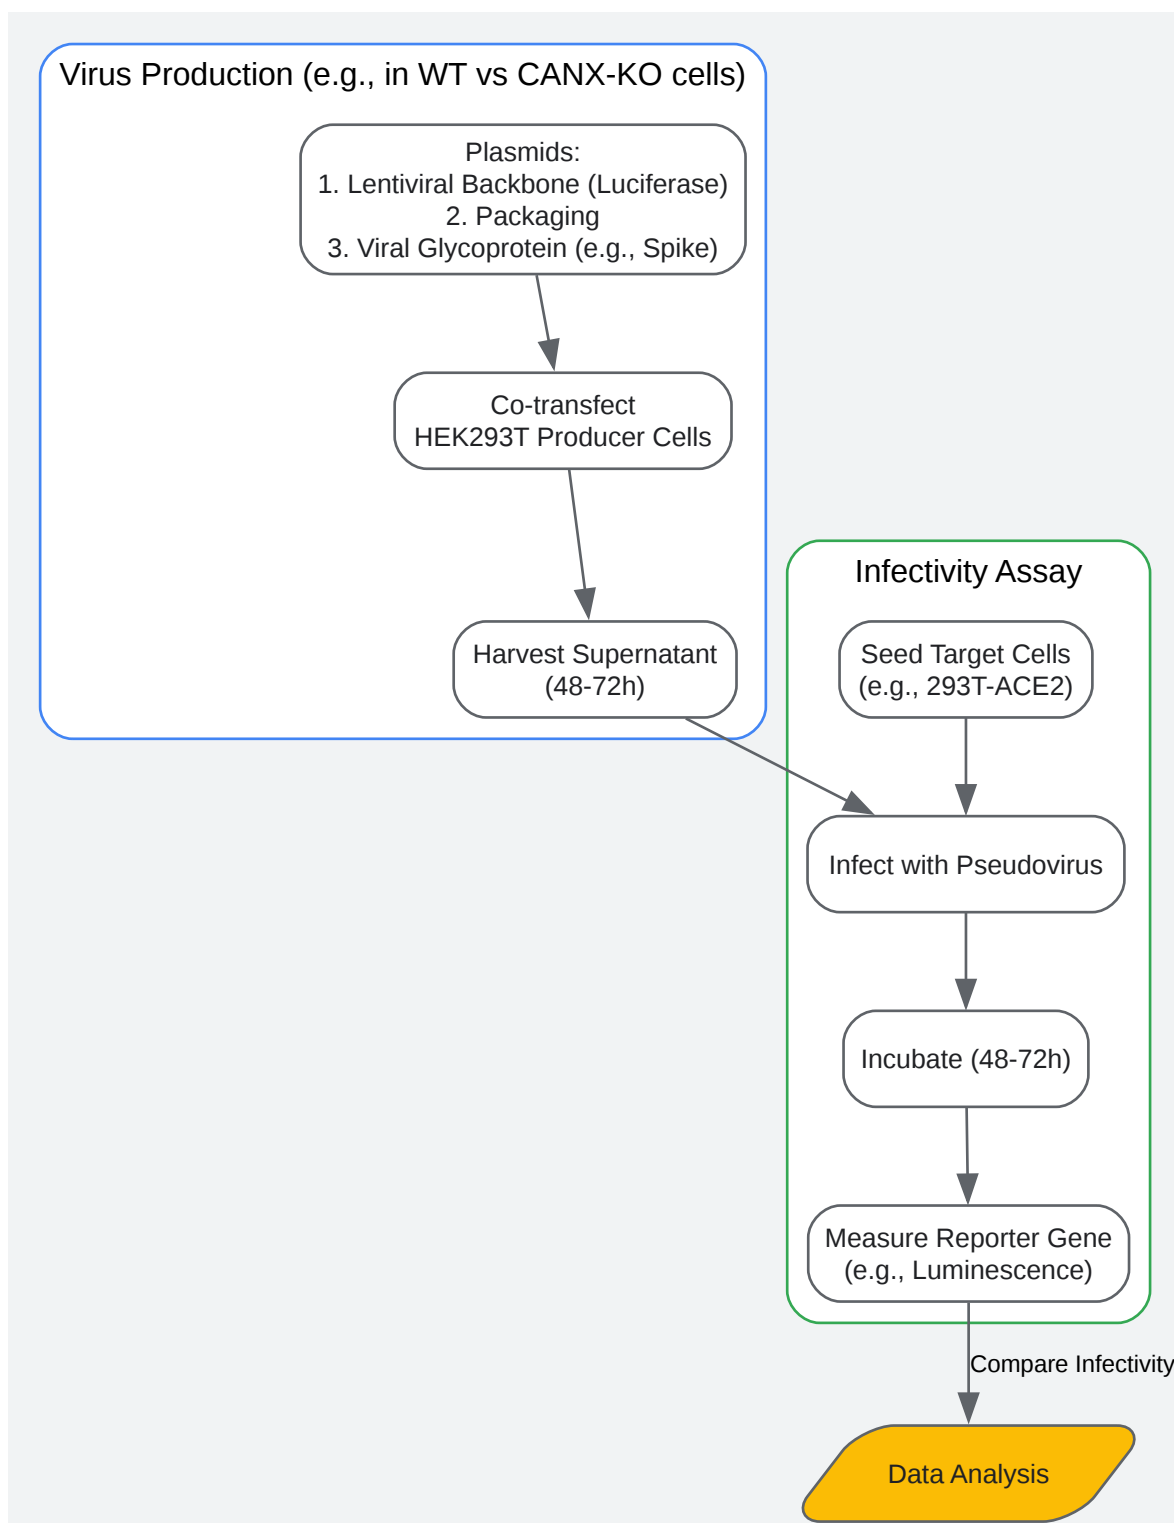 Virus Production (e.g., in WT vs CANX-KO cells)
Plasmids:
1. Lentiviral Backbone (Luciferase)
2. Packaging
3. Viral Glycoprotein (e.g., Spike)
Co-transfect
HEK293T Producer Cells
Harvest Supernatant
(48-72h)
Infectivity Assay
Seed Target Cells
(e.g., 293T-ACE2)
Infect with Pseudovirus
Incubate (48-72h)
Measure Reporter Gene
(e.g., Luminescence)
Compare Infectivity
Data Analysis